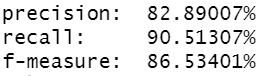 precision:  82.89007%
recall:     90.51307%
f-measure:  86.53401%